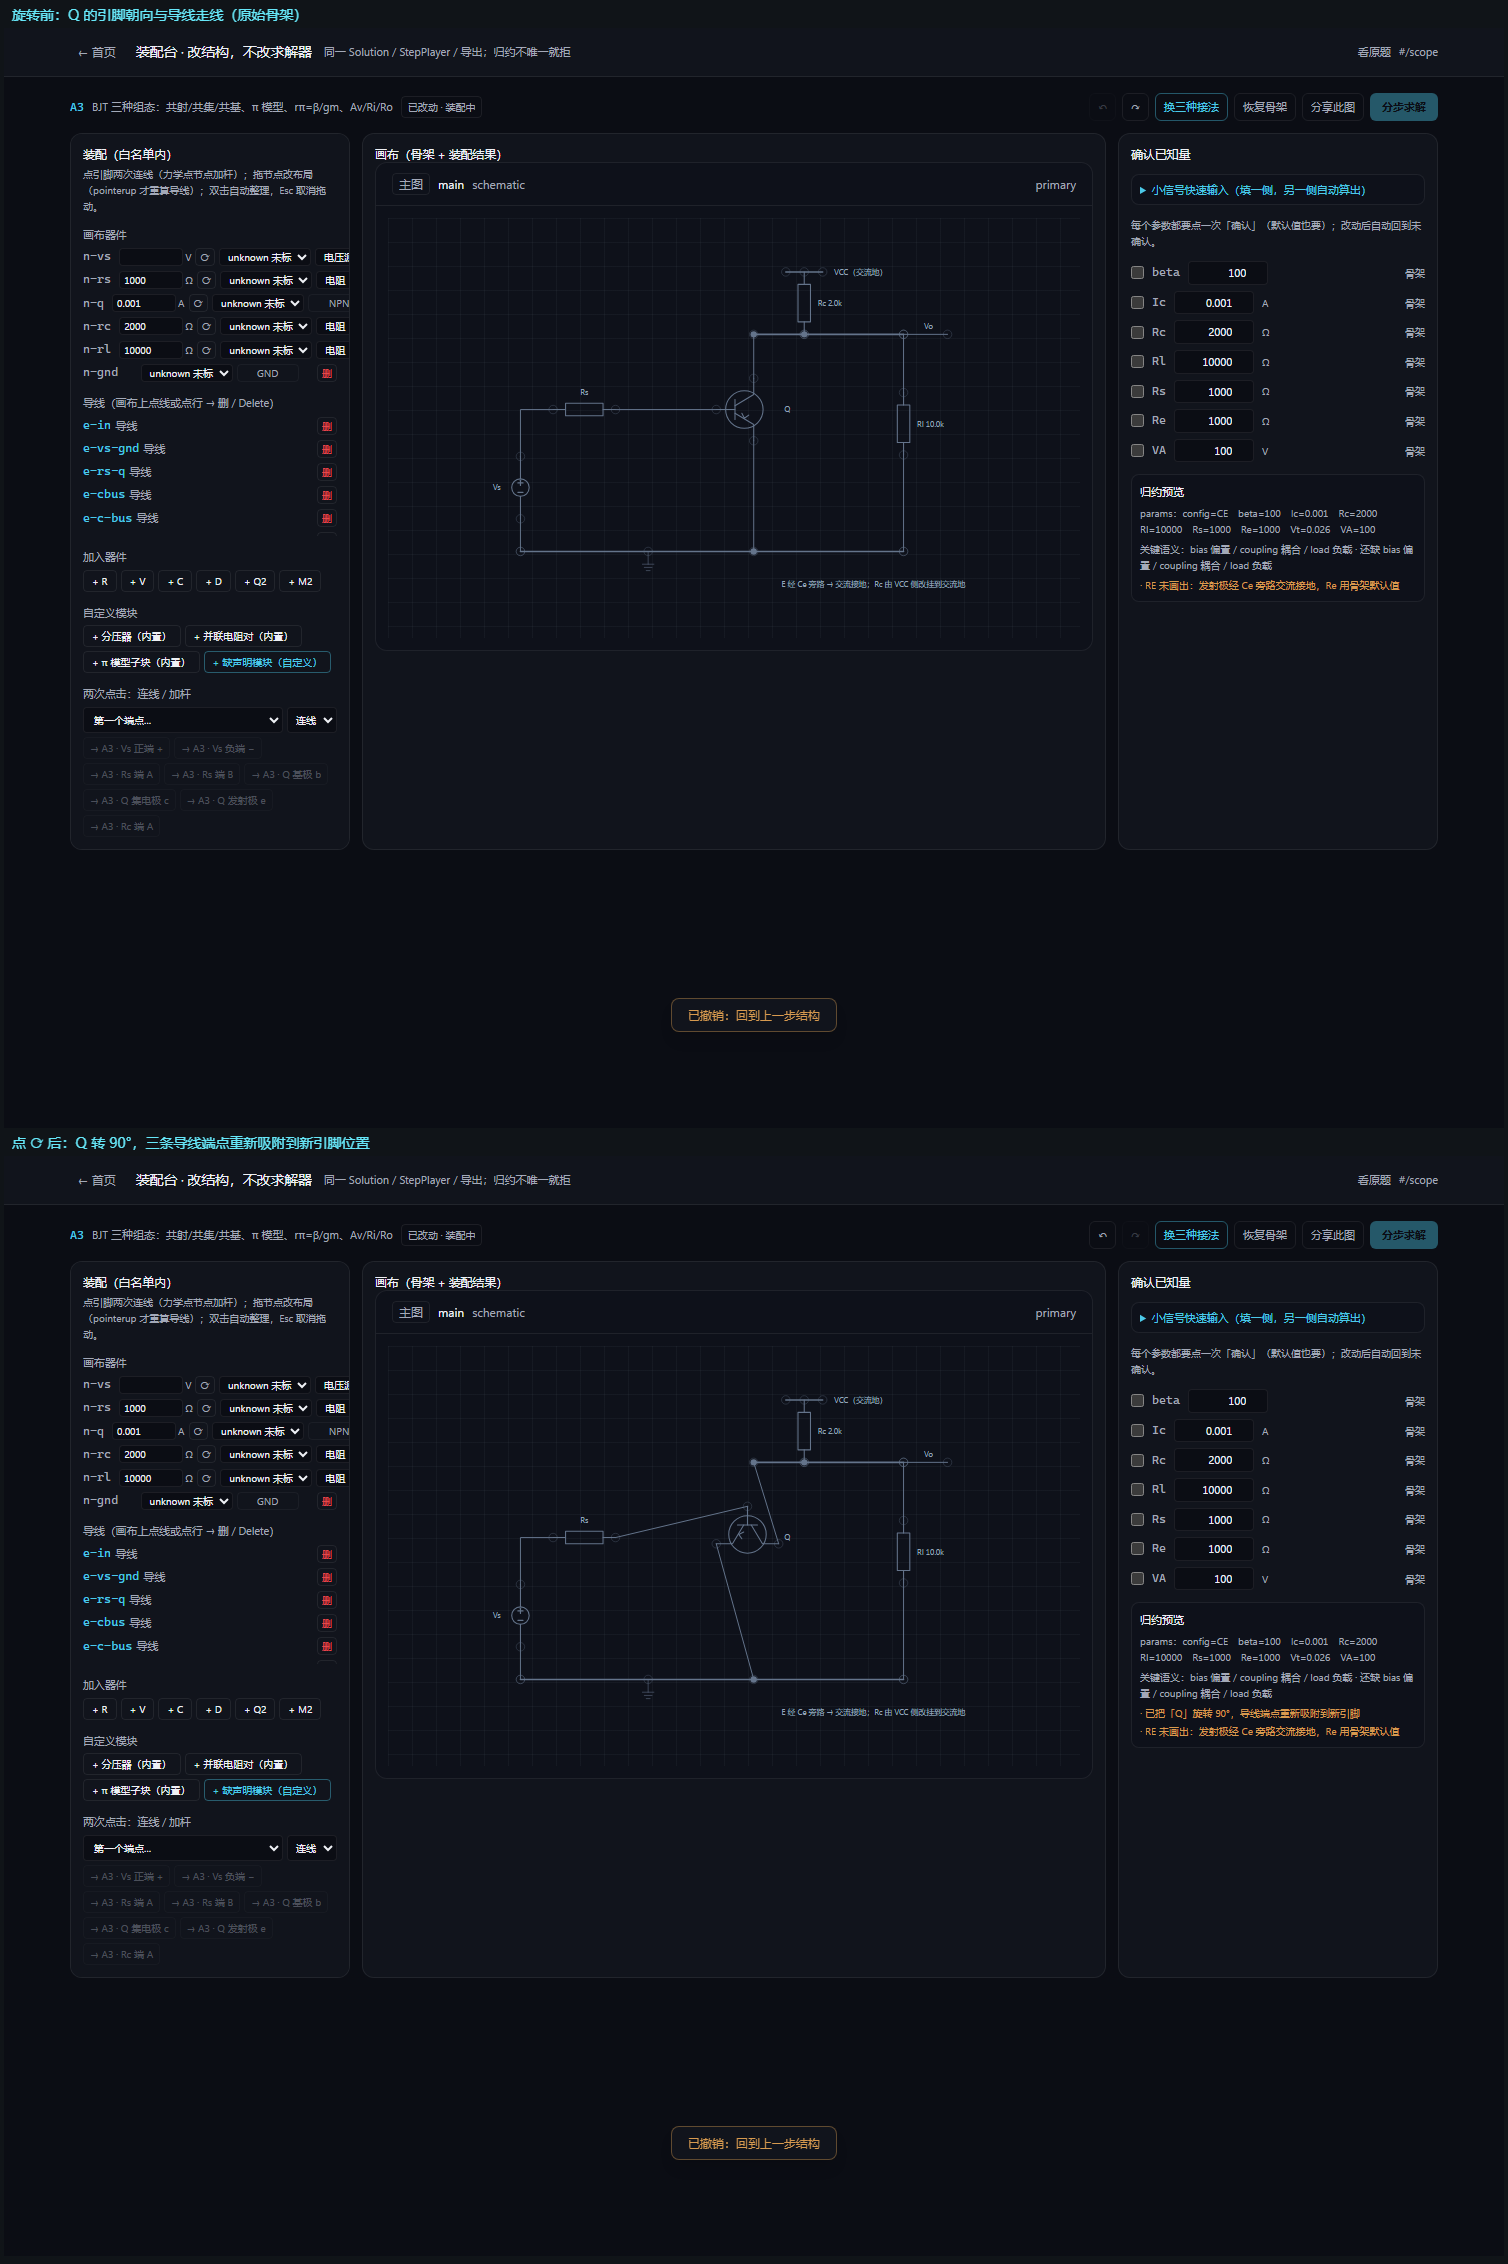 旋转前：Q 的引脚朝向与导线走线（原始骨架）
← 首页 装配台 · 改结构，不改求解器 同一 Solution / StepPlayer / 导出；归约不唯一就拒 看原题 #/scope
A3 BJT 三种组态：共射/共集/共基、π 模型、rπ=β/gm、Av/Ri/Ro 已改动 · 装配中 ↶ ↷ 换三种接法 恢复骨架 分享此图 分步求解
装配（白名单内）
点引脚两次连线（力学点节点加杆）；拖节点改布局
（pointerup 才重算导线）；双击自动整理，Esc 取消拖
动。
画布器件
n-vs V ⟳ unknown 未标 电压源
n-rs 1000 Ω ⟳ unknown 未标 电阻
n-q 0.001 A ⟳ unknown 未标 NPN
n-rc 2000 Ω ⟳ unknown 未标 电阻
n-rl 10000 Ω ⟳ unknown 未标 电阻
n-gnd unknown 未标 GND 删
导线（画布上点线或点行 → 删 / Delete）
e-in 导线 删
e-vs-gnd 导线 删
e-rs-q 导线 删
e-cbus 导线 删
e-c-bus 导线 删
加入器件
+ R + V + C + D + Q2 + M2
自定义模块
+ 分压器（内置） + 并联电阻对（内置）
+ π 模型子块（内置） + 缺声明模块（自定义）
两次点击：连线 / 加杆
第一个端点... 连线
→ A3 · Vs 正端 + → A3 · Vs 负端 −
→ A3 · Rs 端 A → A3 · Rs 端 B → A3 · Q 基极 b
→ A3 · Q 集电极 c → A3 · Q 发射极 e
→ A3 · Rc 端 A
画布（骨架 + 装配结果）
主图 main schematic primary
VCC（交流地）
Rc 2.0k
Vo
Rs
Q
Rl 10.0k
Vs
E 经 Ce 旁路 → 交流接地；Rc 由 VCC 侧改挂到交流地
确认已知量
▶ 小信号快速输入（填一侧，另一侧自动算出）
每个参数都要点一次「确认」（默认值也要）；改动后自动回到未
确认。
beta 100 骨架
Ic 0.001 A 骨架
Rc 2000 Ω 骨架
Rl 10000 Ω 骨架
Rs 1000 Ω 骨架
Re 1000 Ω 骨架
VA 100 V 骨架
归约预览
params：config=CE beta=100 Ic=0.001 Rc=2000
Rl=10000 Rs=1000 Re=1000 Vt=0.026 VA=100
关键语义：bias 偏置 / coupling 耦合 / load 负载 · 还缺 bias 偏
置 / coupling 耦合 / load 负载
· RE 未画出：发射极经 Ce 旁路交流接地，Re 用骨架默认值
已撤销：回到上一步结构
点 ⟳ 后：Q 转 90°，三条导线端点重新吸附到新引脚位置
← 首页 装配台 · 改结构，不改求解器 同一 Solution / StepPlayer / 导出；归约不唯一就拒 看原题 #/scope
A3 BJT 三种组态：共射/共集/共基、π 模型、rπ=β/gm、Av/Ri/Ro 已改动 · 装配中 ↶ ↷ 换三种接法 恢复骨架 分享此图 分步求解
装配（白名单内）
点引脚两次连线（力学点节点加杆）；拖节点改布局
（pointerup 才重算导线）；双击自动整理，Esc 取消拖
动。
画布器件
n-vs V ⟳ unknown 未标 电压源
n-rs 1000 Ω ⟳ unknown 未标 电阻
n-q 0.001 A ⟳ unknown 未标 NPN
n-rc 2000 Ω ⟳ unknown 未标 电阻
n-rl 10000 Ω ⟳ unknown 未标 电阻
n-gnd unknown 未标 GND 删
导线（画布上点线或点行 → 删 / Delete）
e-in 导线 删
e-vs-gnd 导线 删
e-rs-q 导线 删
e-cbus 导线 删
e-c-bus 导线 删
加入器件
+ R + V + C + D + Q2 + M2
自定义模块
+ 分压器（内置） + 并联电阻对（内置）
+ π 模型子块（内置） + 缺声明模块（自定义）
两次点击：连线 / 加杆
第一个端点... 连线
→ A3 · Vs 正端 + → A3 · Vs 负端 −
→ A3 · Rs 端 A → A3 · Rs 端 B → A3 · Q 基极 b
→ A3 · Q 集电极 c → A3 · Q 发射极 e
→ A3 · Rc 端 A
画布（骨架 + 装配结果）
主图 main schematic primary
VCC（交流地）
Rc 2.0k
Vo
Rs
Q
Rl 10.0k
Vs
E 经 Ce 旁路 → 交流接地；Rc 由 VCC 侧改挂到交流地
确认已知量
▶ 小信号快速输入（填一侧，另一侧自动算出）
每个参数都要点一次「确认」（默认值也要）；改动后自动回到未
确认。
beta 100 骨架
Ic 0.001 A 骨架
Rc 2000 Ω 骨架
Rl 10000 Ω 骨架
Rs 1000 Ω 骨架
Re 1000 Ω 骨架
VA 100 V 骨架
归约预览
params：config=CE beta=100 Ic=0.001 Rc=2000
Rl=10000 Rs=1000 Re=1000 Vt=0.026 VA=100
关键语义：bias 偏置 / coupling 耦合 / load 负载 · 还缺 bias 偏
置 / coupling 耦合 / load 负载
· 已把「Q」旋转 90°，导线端点重新吸附到新引脚
· RE 未画出：发射极经 Ce 旁路交流接地，Re 用骨架默认值
已撤销：回到上一步结构